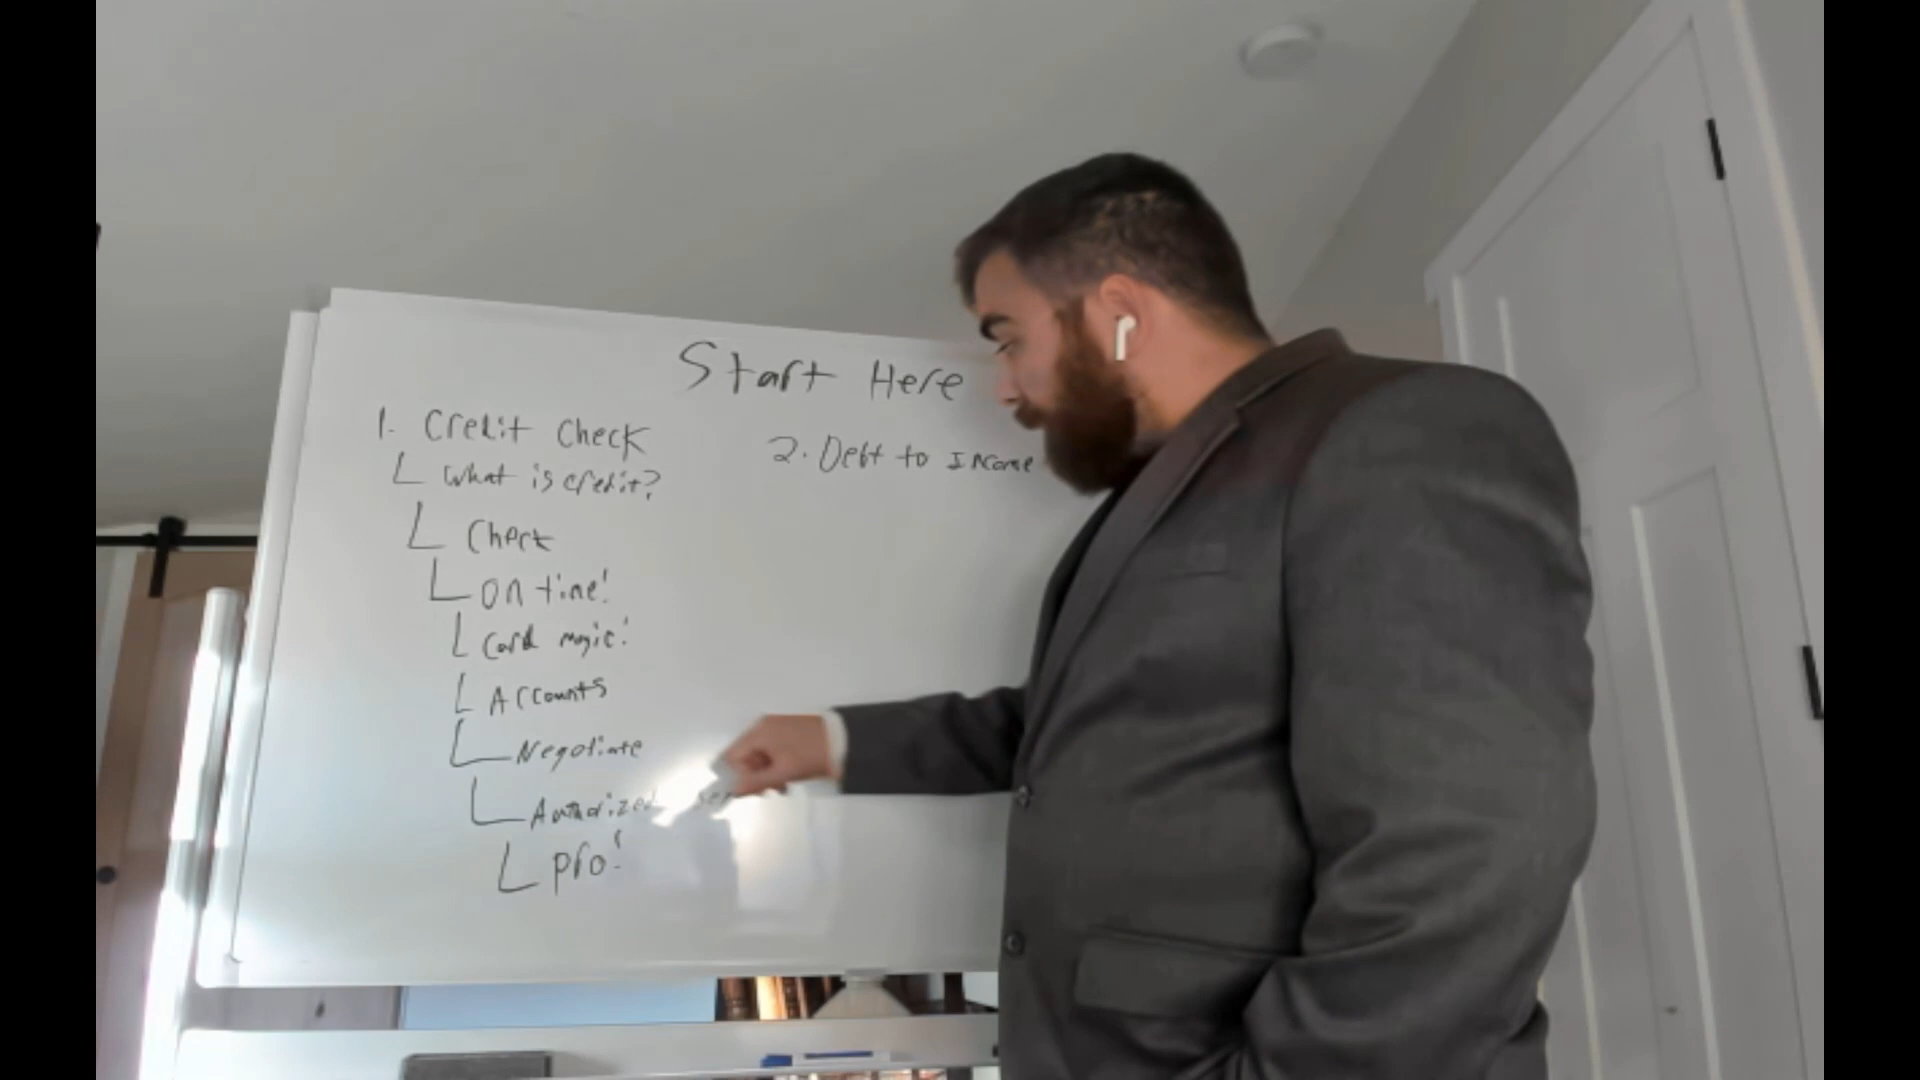 Start Here
1. Credit Check
What is credit?
Check
On time!
Card magic!
Accounts
Negotiate
Authorized
Pro!
2. Debt to Income